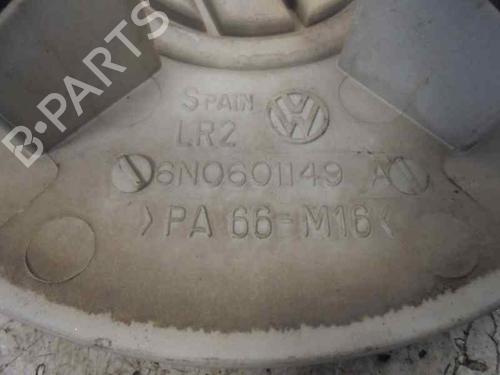 B-PARTS
SPAIN
LR2
6N0601149 A
>PA 66-M16<